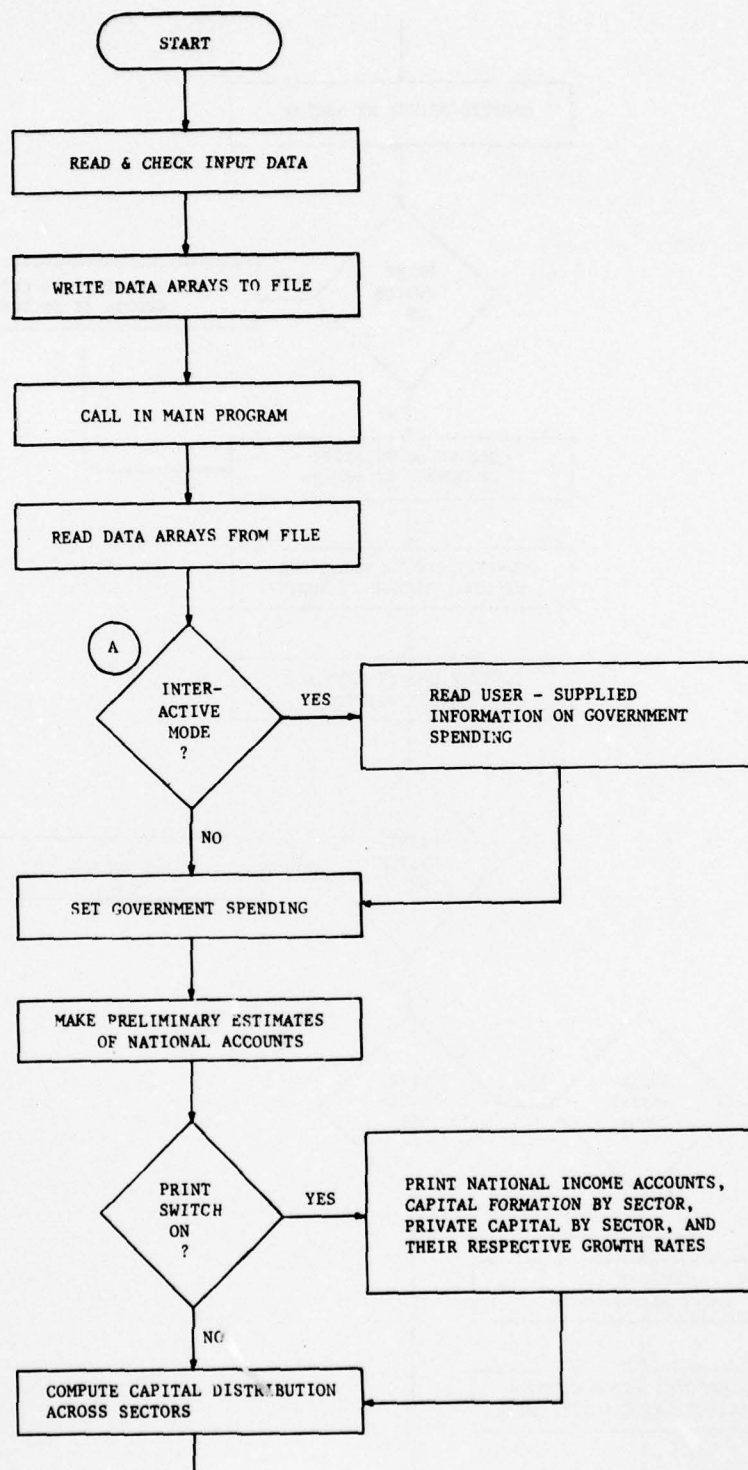 START
READ & CHECK INPUT DATA
WRITE DATA ARRAYS TO FILE
CALL IN MAIN PROGRAM
READ DATA ARRAYS FROM FILE
A
INTER-
ACTIVE
MODE
?
YES
READ USER - SUPPLIED
INFORMATION ON GOVERNMENT
SPENDING
NO
SET GOVERNMENT SPENDING
MAKE PRELIMINARY ESTIMATES
OF NATIONAL ACCOUNTS
PRINT
SWITCH
ON
?
YES
PRINT NATIONAL INCOME ACCOUNTS,
CAPITAL FORMATION BY SECTOR,
PRIVATE CAPITAL BY SECTOR, AND
THEIR RESPECTIVE GROWTH RATES
NO
COMPUTE CAPITAL DISTRIBUTION
ACROSS SECTORS